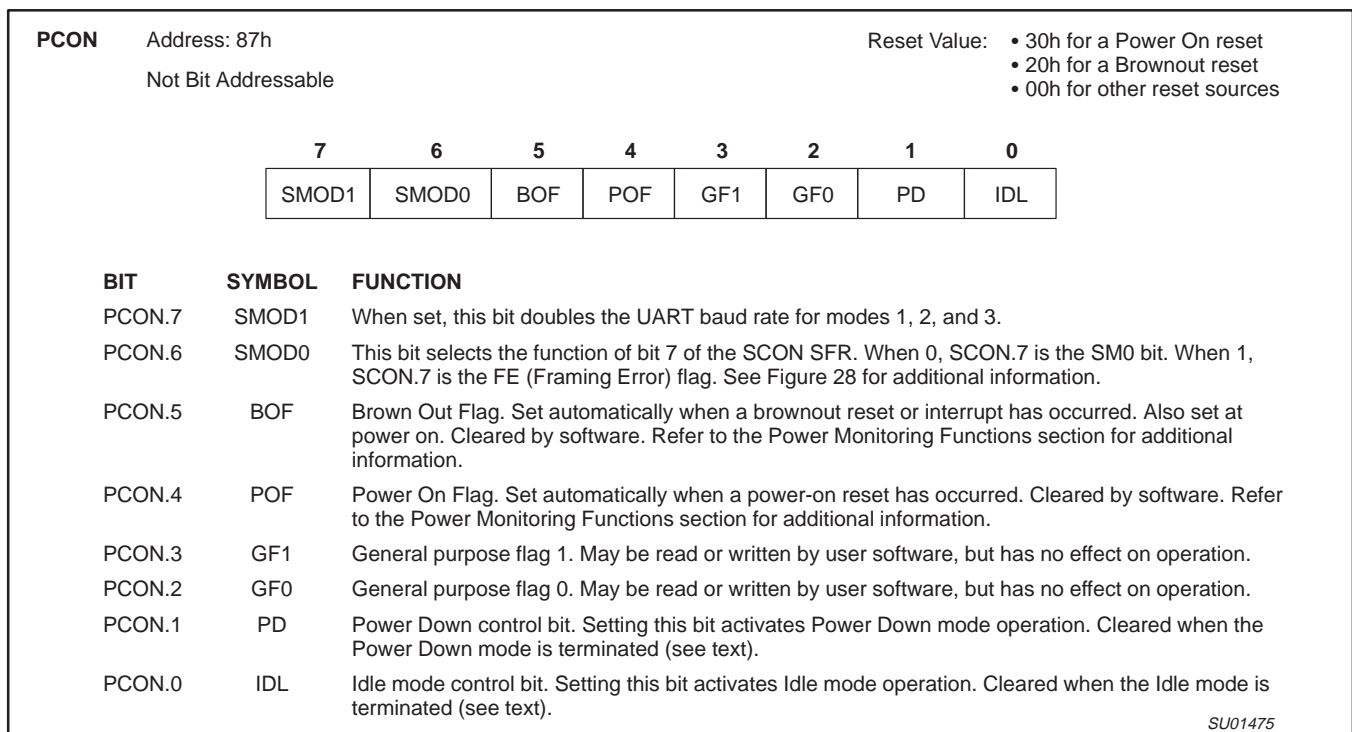 PCON Address: 87h Reset Value: • 30h for a Power On reset
Not Bit Addressable • 20h for a Brownout reset
• 00h for other reset sources
7 6 5 4 3 2 1 0
SMOD1 SMOD0 BOF POF GF1 GF0 PD IDL
BIT SYMBOL FUNCTION
PCON.7 SMOD1 When set, this bit doubles the UART baud rate for modes 1, 2, and 3.
PCON.6 SMOD0 This bit selects the function of bit 7 of the SCON SFR. When 0, SCON.7 is the SM0 bit. When 1,
SCON.7 is the FE (Framing Error) flag. See Figure 28 for additional information.
PCON.5 BOF Brown Out Flag. Set automatically when a brownout reset or interrupt has occurred. Also set at
power on. Cleared by software. Refer to the Power Monitoring Functions section for additional
information.
PCON.4 POF Power On Flag. Set automatically when a power-on reset has occurred. Cleared by software. Refer
to the Power Monitoring Functions section for additional information.
PCON.3 GF1 General purpose flag 1. May be read or written by user software, but has no effect on operation.
PCON.2 GF0 General purpose flag 0. May be read or written by user software, but has no effect on operation.
PCON.1 PD Power Down control bit. Setting this bit activates Power Down mode operation. Cleared when the
Power Down mode is terminated (see text).
PCON.0 IDL Idle mode control bit. Setting this bit activates Idle mode operation. Cleared when the Idle mode is
terminated (see text).
SU01475